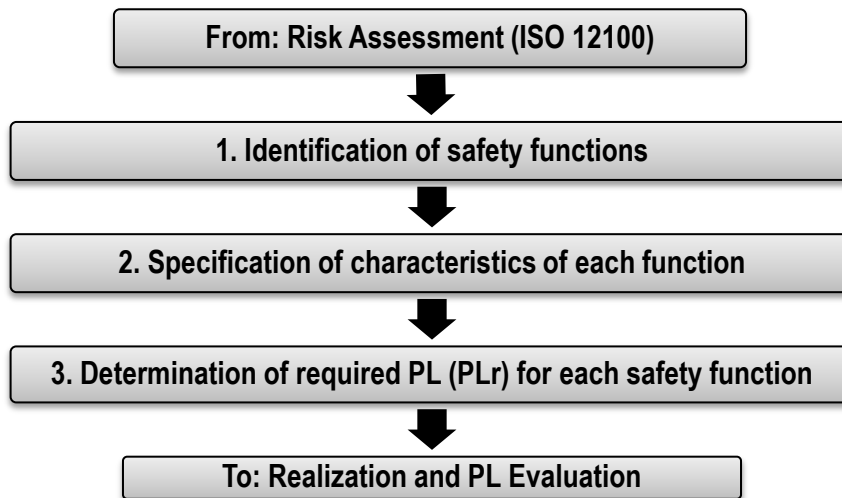 From: Risk Assessment (ISO 12100)
1. Identification of safety functions
2. Specification of characteristics of each function
3. Determination of required PL (PLr) for each safety function
To: Realization and PL Evaluation